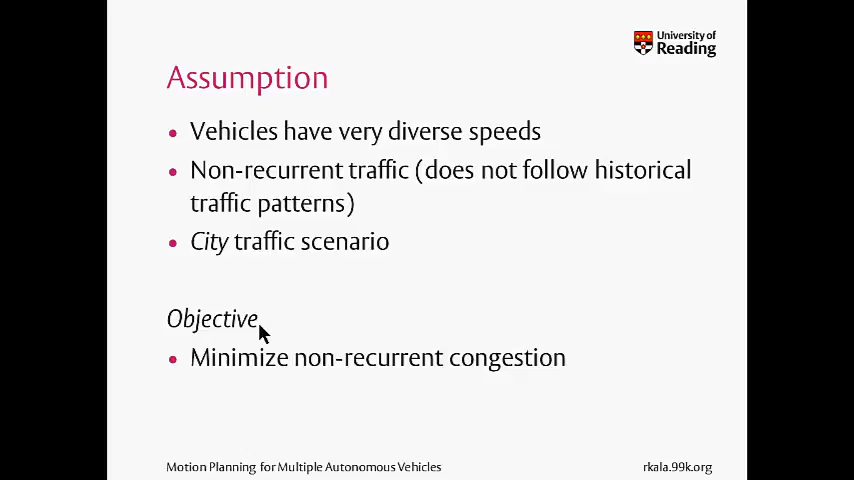 University of
Reading
Assumption
• Vehicles have very diverse speeds
• Non-recurrent traffic (does not follow historical
traffic patterns)
• City traffic scenario
Objective
• Minimize non-recurrent congestion
Motion Planning for Multiple Autonomous Vehicles
rkala.99k.org